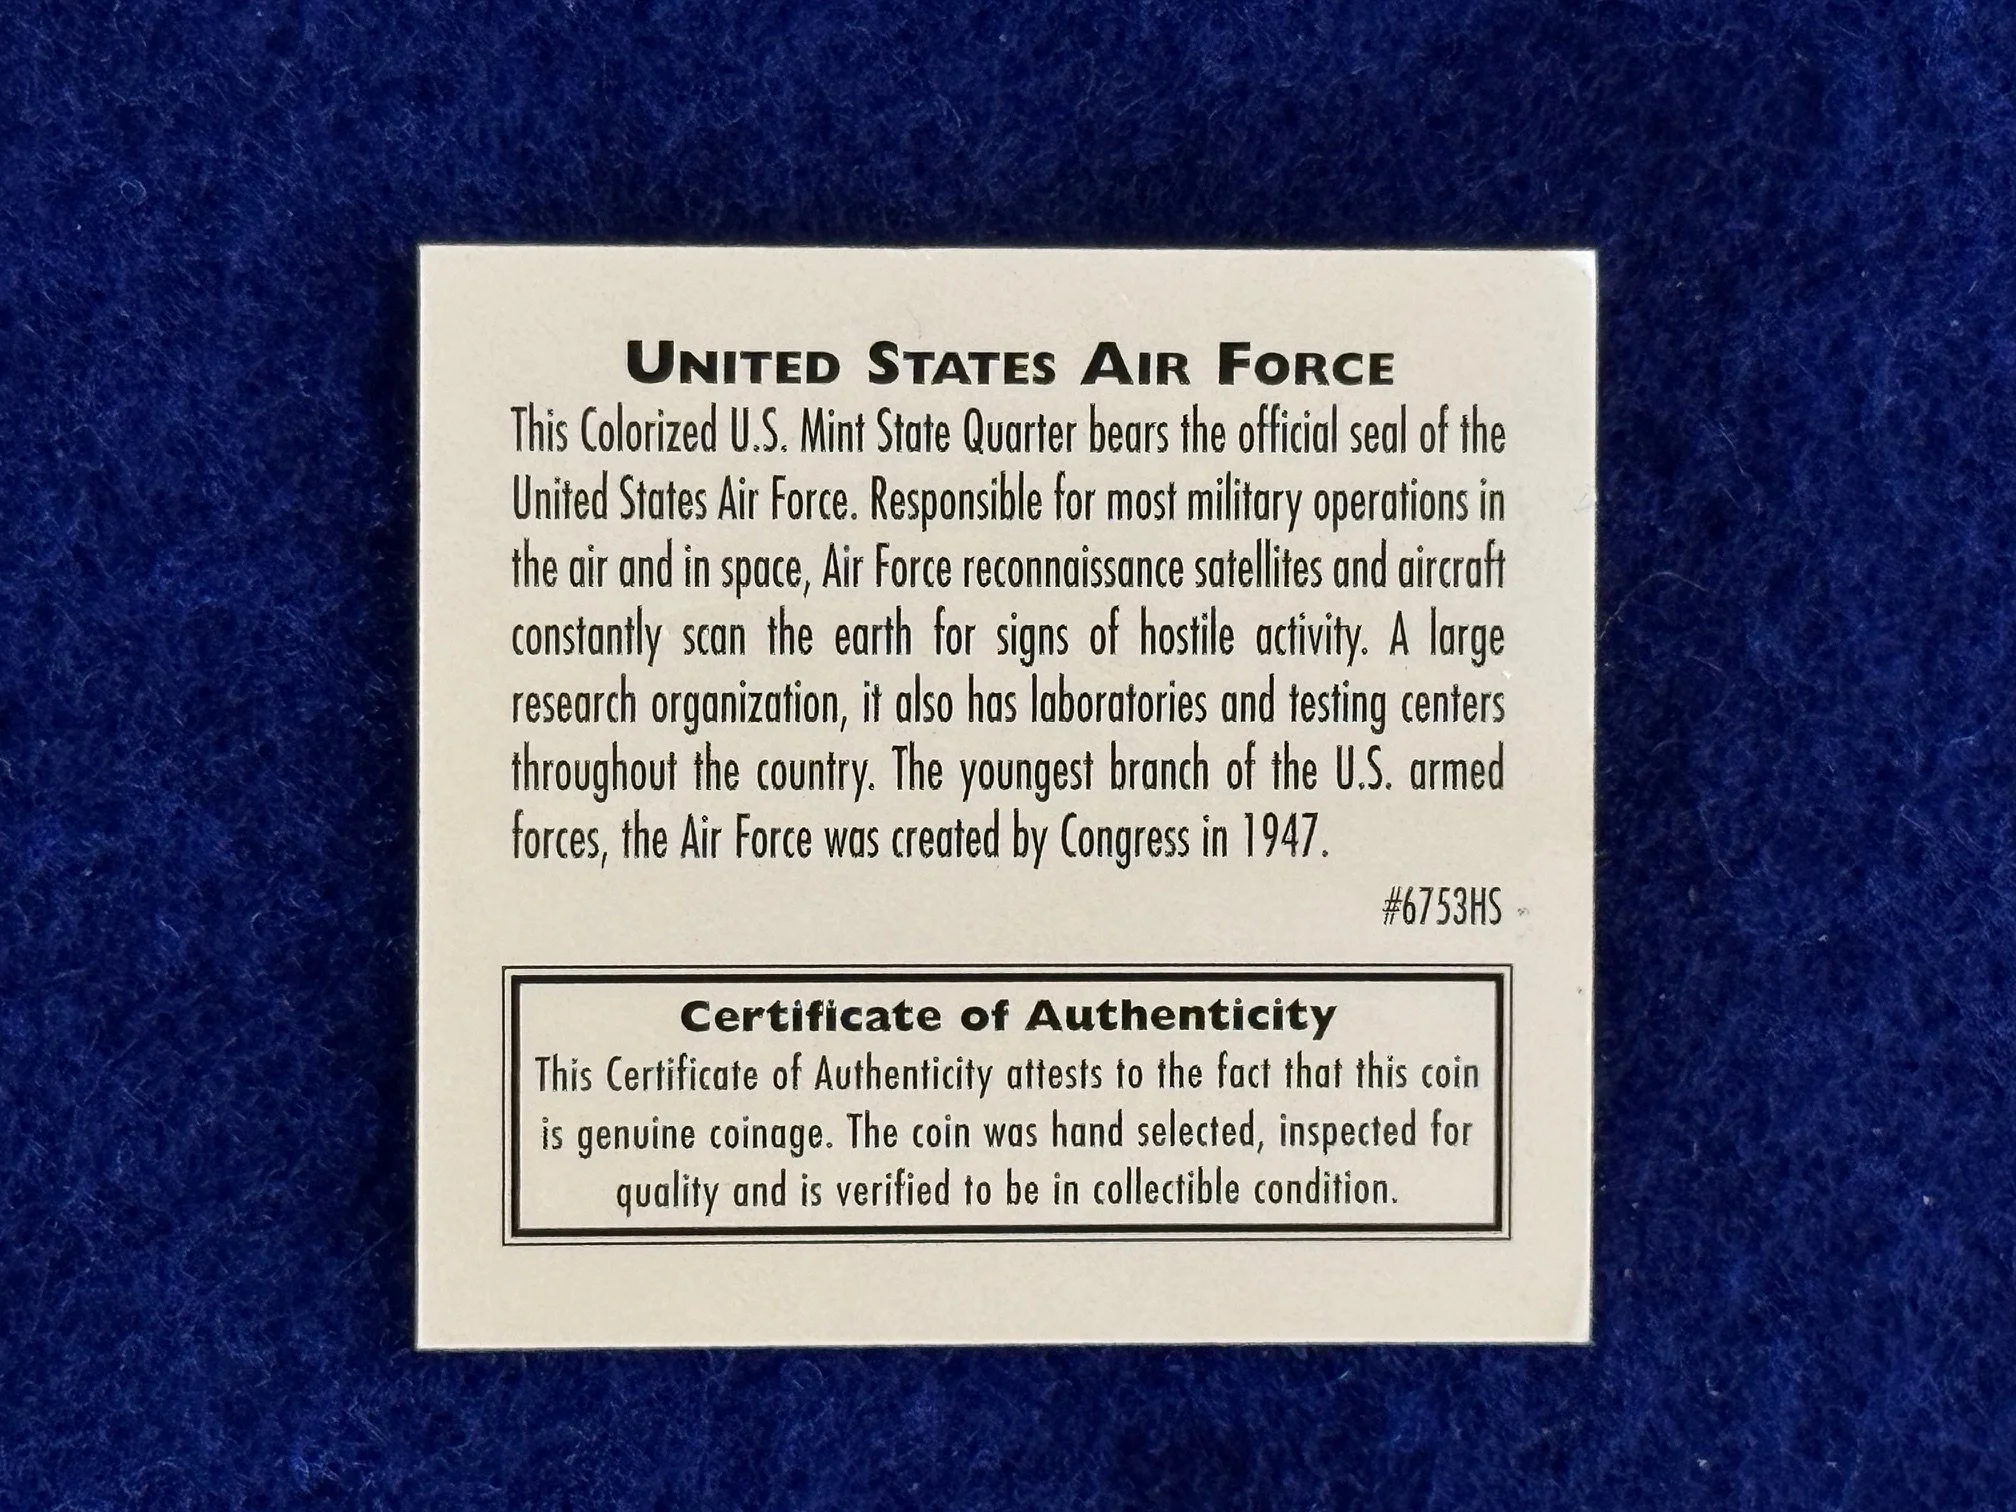 UNITED STATES AIR FORCE
This Colorized U.S. Mint State Quarter bears the official seal of the
United States Air Force. Responsible for most military operations in
the air and in space, Air Force reconnaissance satellites and aircraft
constantly scan the earth for signs of hostile activity. A large
research organization, it also has laboratories and testing centers
throughout the country. The youngest branch of the U.S. armed
forces, the Air Force was created by Congress in 1947.
#6753HS
Certificate of Authenticity
This Certificate of Authenticity attests to the fact that this coin
is genuine coinage. The coin was hand selected, inspected for
quality and is verified to be in collectible condition.